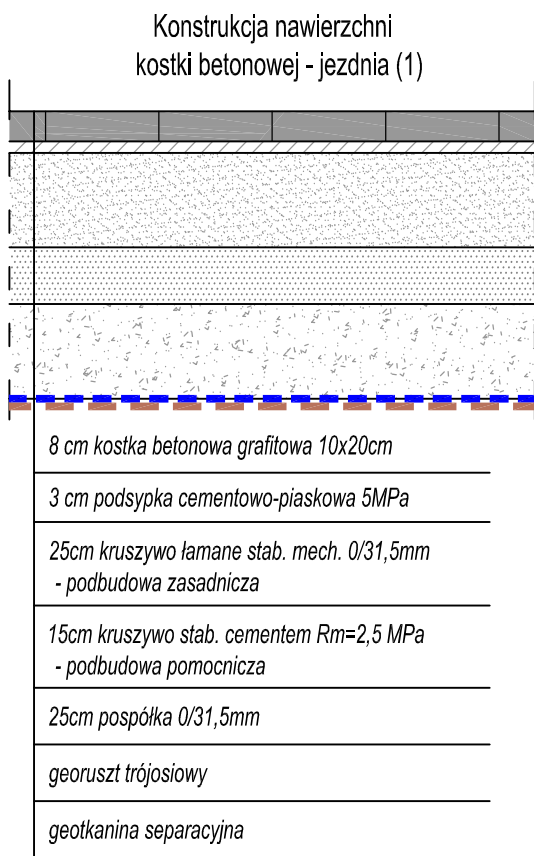 Konstrukcja nawierzchni
kostki betonowej - jezdnia (1)
8 cm kostka betonowa grafitowa 10x20cm
3 cm podsypka cementowo-piaskowa 5MPa
25cm kruszywo łamane stab. mech. 0/31,5mm
- podbudowa zasadnicza
15cm kruszywo stab. cementem Rm=2,5 MPa
- podbudowa pomocnicza
25cm pospółka 0/31,5mm
georuszt trójosiowy
geotkanina separacyjna